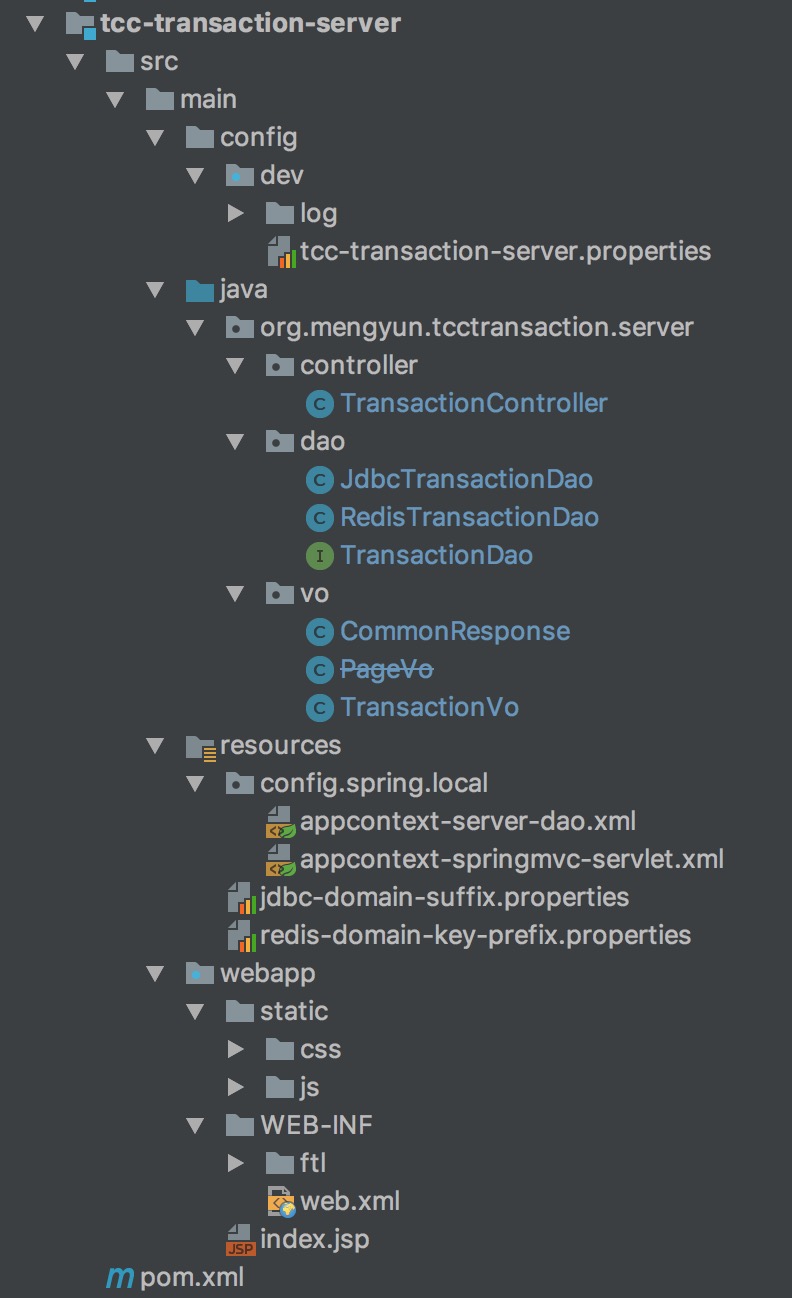 tcc-transaction-server
src
main
config
dev
log
tcc-transaction-server.properties
java
org.mengyun.tcctransaction.server
controller
C TransactionController
dao
C JdbcTransactionDao
C RedisTransactionDao
I TransactionDao
vo
C CommonResponse
C PageVo
C TransactionVo
resources
config.spring.local
appcontext-server-dao.xml
appcontext-springmvc-servlet.xml
jdbc-domain-suffix.properties
redis-domain-key-prefix.properties
webapp
static
css
js
WEB-INF
ftl
web.xml
JSP index.jsp
m pom.xml